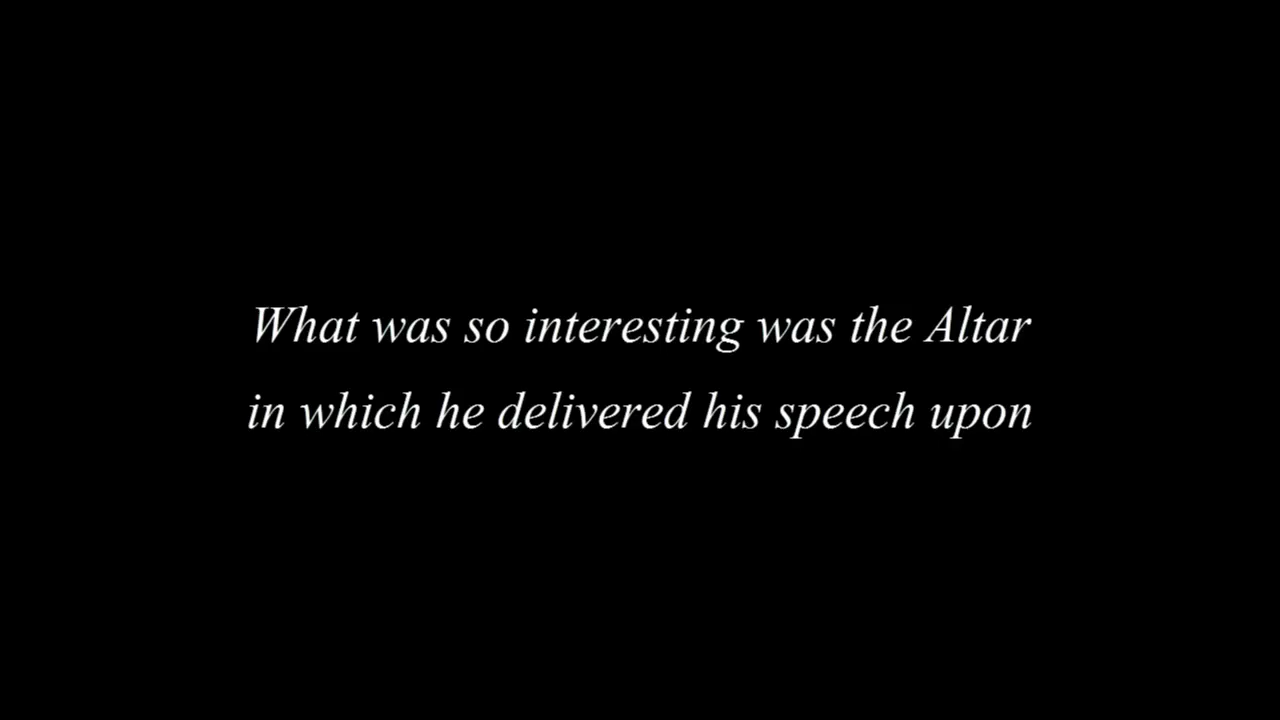 What was so interesting was the Altar
in which he delivered his speech upon